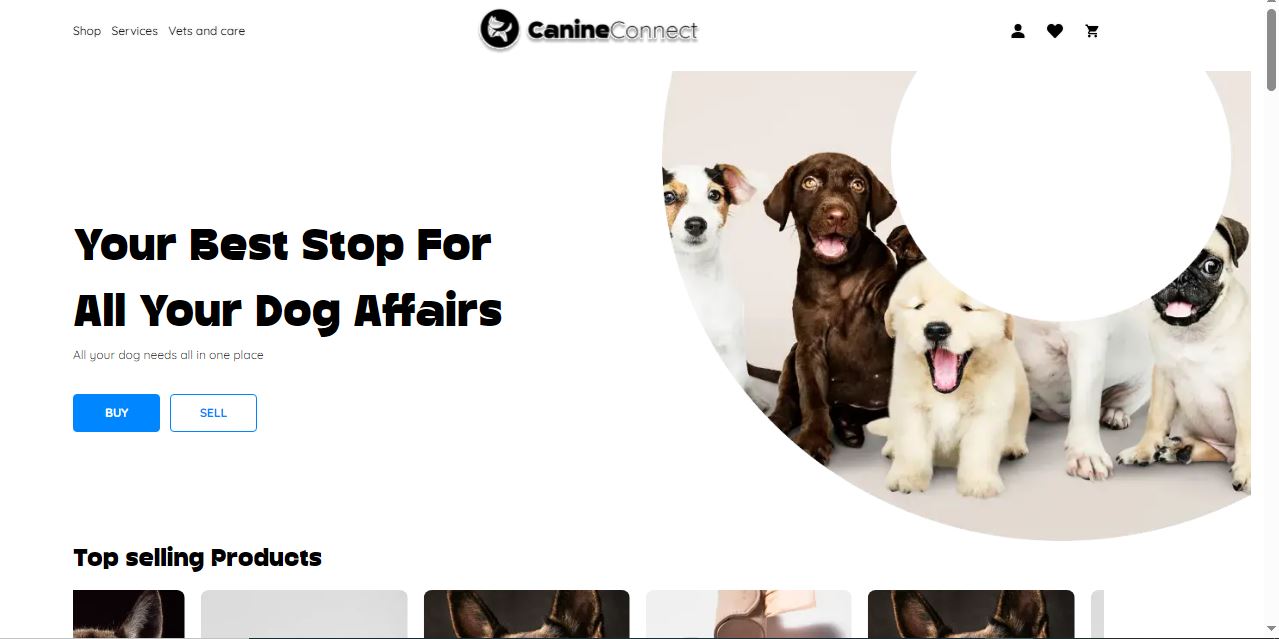 Shop Services Vets and care
CanineConnect
Your Best Stop For
All Your Dog Affairs
All your dog needs all in one place
BUY SELL
Top selling Products